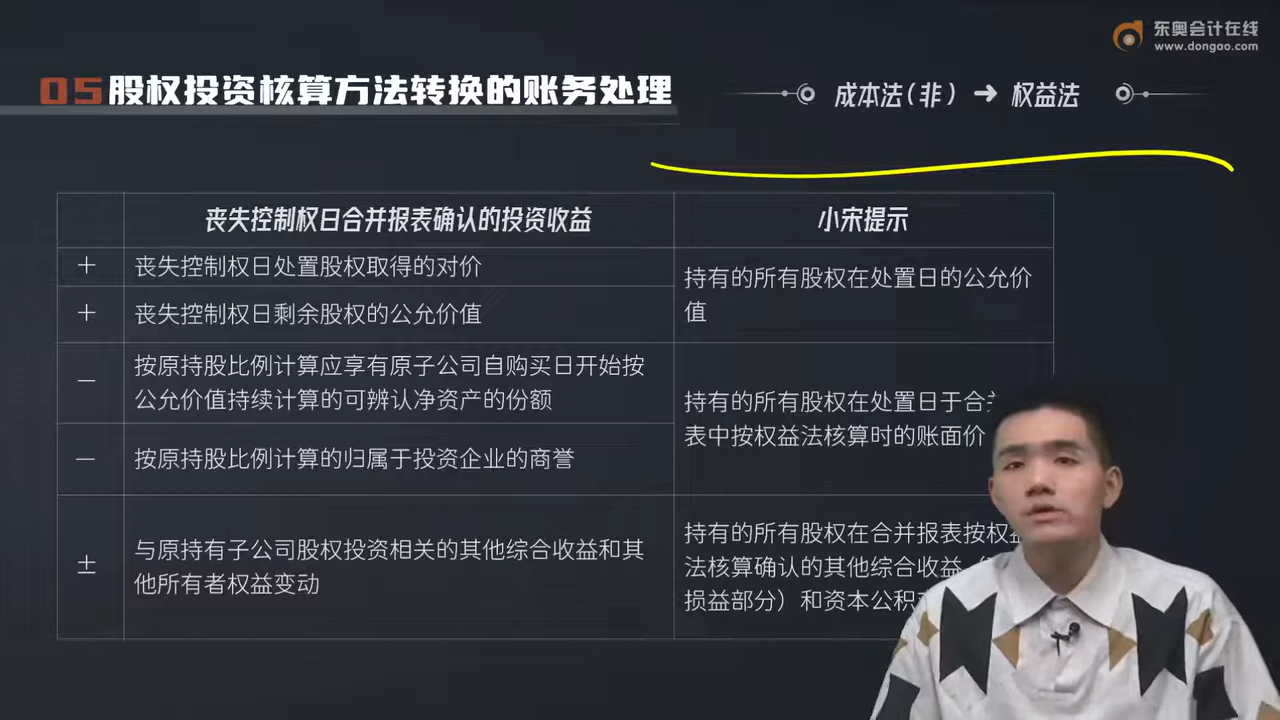 东奥会计在线
www.dongao.com
05股权投资核算方法转换的账务处理
成本法（非）➔ 权益法
丧失控制权日合并报表确认的投资收益
小宋提示
＋
丧失控制权日处置股权取得的对价
持有的所有股权在处置日的公允价
值
＋
丧失控制权日剩余股权的公允价值
—
按原持股比例计算应享有原子公司自购买日开始按
公允价值持续计算的可辨认净资产的份额
持有的所有股权在处置日于合
表中按权益法核算时的账面价
—
按原持股比例计算的归属于投资企业的商誉
±
与原持有子公司股权投资相关的其他综合收益和其
他所有者权益变动
持有的所有股权在合并报表按权
法核算确认的其他综合收益
损益部分）和资本公积